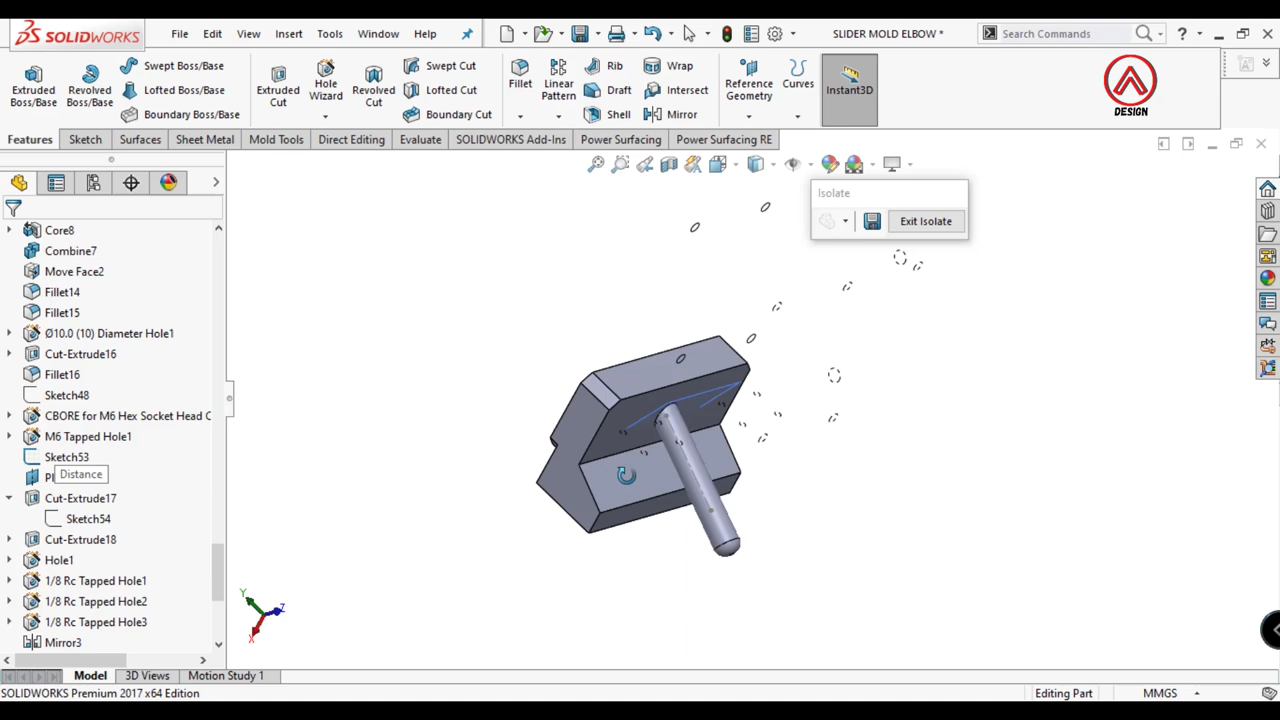 SOLIDWORKS File Edit View Insert Tools Window Help SLIDER MOLD ELBOW * Search Commands ?
Extruded Boss/Base Revolved Boss/Base Swept Boss/Base Lofted Boss/Base Boundary Boss/Base Extruded Cut Hole Wizard Revolved Cut Swept Cut Lofted Cut Boundary Cut Fillet Linear Pattern Rib Draft Shell Wrap Intersect Mirror Reference Geometry Curves Instant3D
DESIGN
Features Sketch Surfaces Sheet Metal Mold Tools Direct Editing Evaluate SOLIDWORKS Add-Ins Power Surfacing Power Surfacing RE
Isolate
Exit Isolate
Core8
Combine7
Move Face2
Fillet14
Fillet15
Ø10.0 (10) Diameter Hole1
Cut-Extrude16
Fillet16
Sketch48
CBORE for M6 Hex Socket Head C
M6 Tapped Hole1
Sketch53
Distance
Cut-Extrude17
Sketch54
Cut-Extrude18
Hole1
1/8 Rc Tapped Hole1
1/8 Rc Tapped Hole2
1/8 Rc Tapped Hole3
Mirror3
Y Z X
Model 3D Views Motion Study 1
SOLIDWORKS Premium 2017 x64 Edition Editing Part MMGS